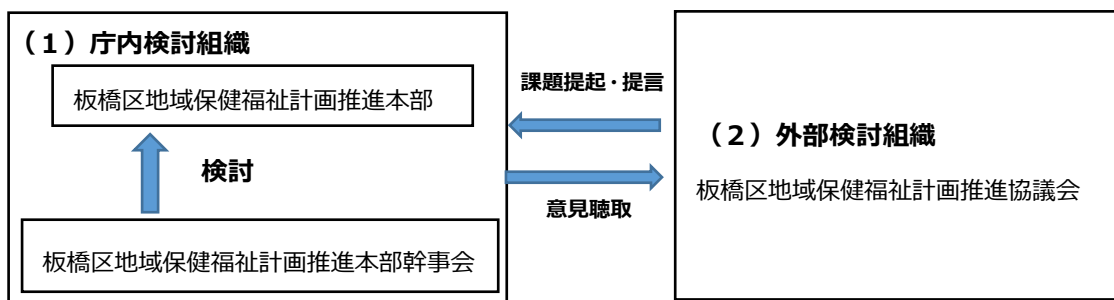 （１）庁内検討組織
板橋区地域保健福祉計画推進本部
検討
板橋区地域保健福祉計画推進本部幹事会
課題提起・提言
意見聴取
（２）外部検討組織
板橋区地域保健福祉計画推進協議会